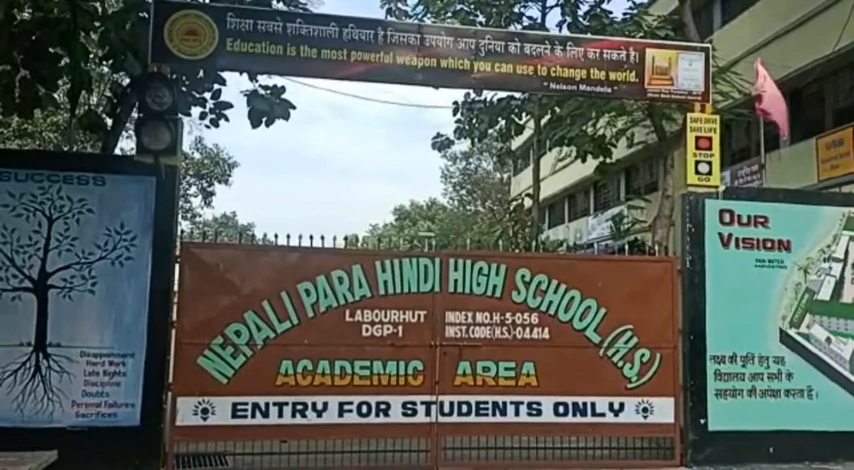 शिक्षा सबसे शक्तिशाली हथियार है जिसका उपयोग आप दुनिया को बदलने के लिए कर सकते है।
Education is the most powerful weapon which you can use to change the world.
~ Nelson Mandela
SAFE DRIVE
SAVE LIFE
STOP
GO
SUCCESS
Disappointment
Hard Work
Late Nights
Discipline
Doubts
Personal Failures
Sacrifices
NEPALI PARA HINDI HIGH SCHOOL (H.S.)
LABOURHUT
DGP-1
INDEX NO.H-5-056
INST.CODE(H.S.)-04414
ACADEMIC AREA
ENTRY FOR STUDENTS ONLY
OUR
VISION
RAIN WATER
HARVESTING
लक्ष्य की पूर्ति हेतु यह
विद्यालय आप सभी के
सहयोग की अपेक्षा करता है।